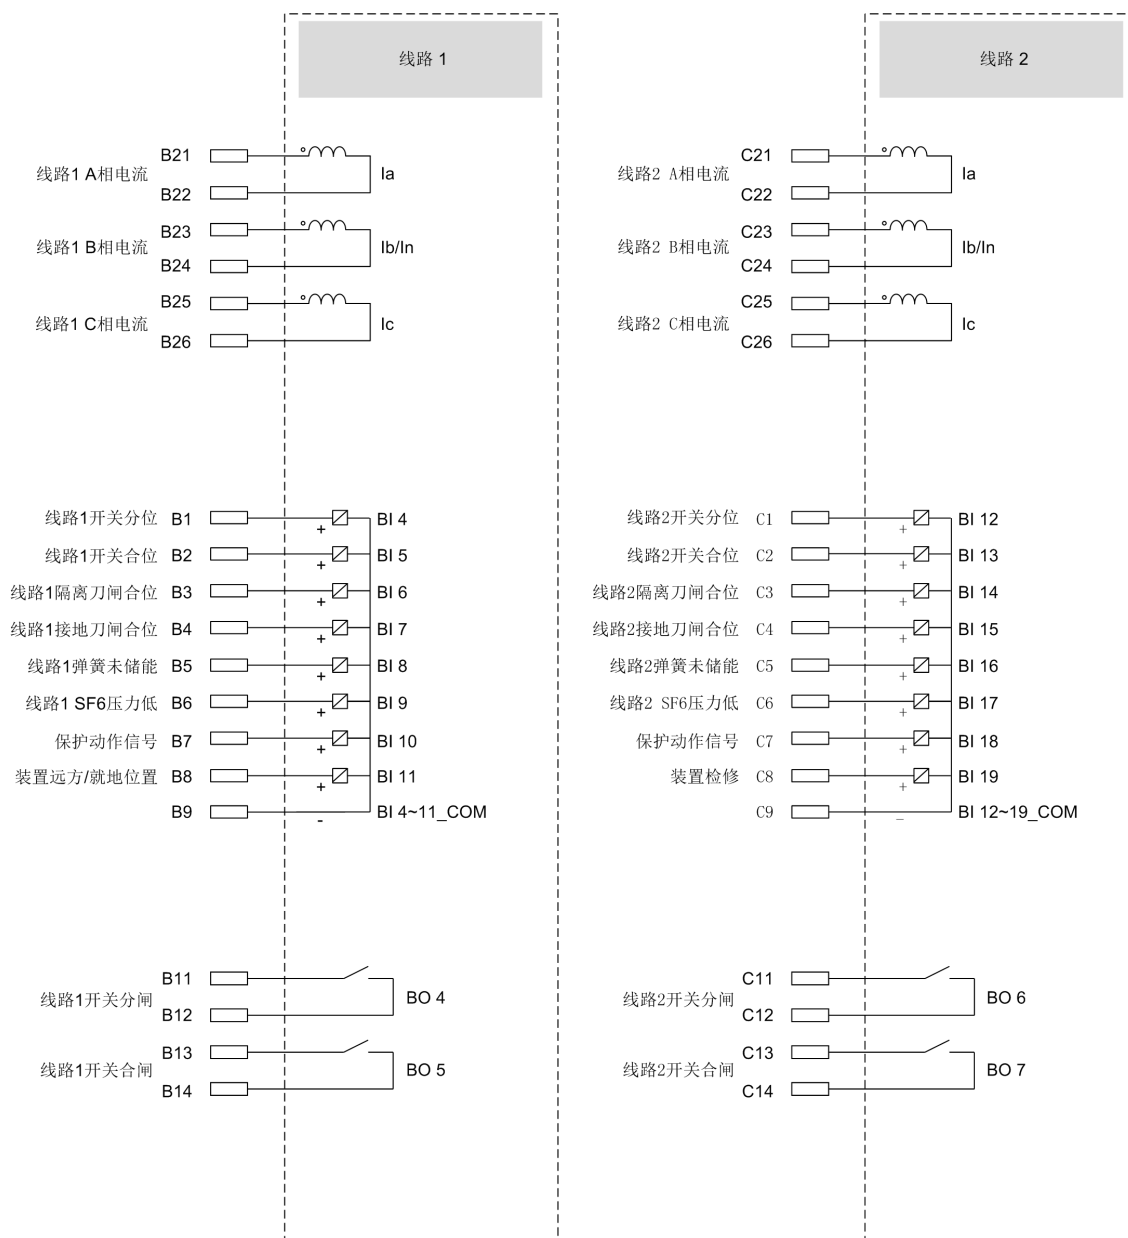 线路 1
B21
线路1 A相电流
Ia
B22
B23
线路1 B相电流
Ib/In
B24
B25
线路1 C相电流
Ic
B26
线路1开关分位 B1 + BI 4
线路1开关合位 B2 + BI 5
线路1隔离刀闸合位 B3 + BI 6
线路1接地刀闸合位 B4 + BI 7
线路1弹簧未储能 B5 + BI 8
线路1 SF6压力低 B6 + BI 9
保护动作信号 B7 + BI 10
装置远方/就地位置 B8 + BI 11
B9 - BI 4~11_COM
B11
线路1开关分闸
BO 4
B12
B13
线路1开关合闸
BO 5
B14
线路 2
C21
线路2 A相电流
Ia
C22
C23
线路2 B相电流
Ib/In
C24
C25
线路2 C相电流
Ic
C26
线路2开关分位 C1 + BI 12
线路2开关合位 C2 + BI 13
线路2隔离刀闸合位 C3 + BI 14
线路2接地刀闸合位 C4 + BI 15
线路2弹簧未储能 C5 + BI 16
线路2 SF6压力低 C6 + BI 17
保护动作信号 C7 + BI 18
装置检修 C8 + BI 19
C9 - BI 12~19_COM
C11
线路2开关分闸
BO 6
C12
C13
线路2开关合闸
BO 7
C14